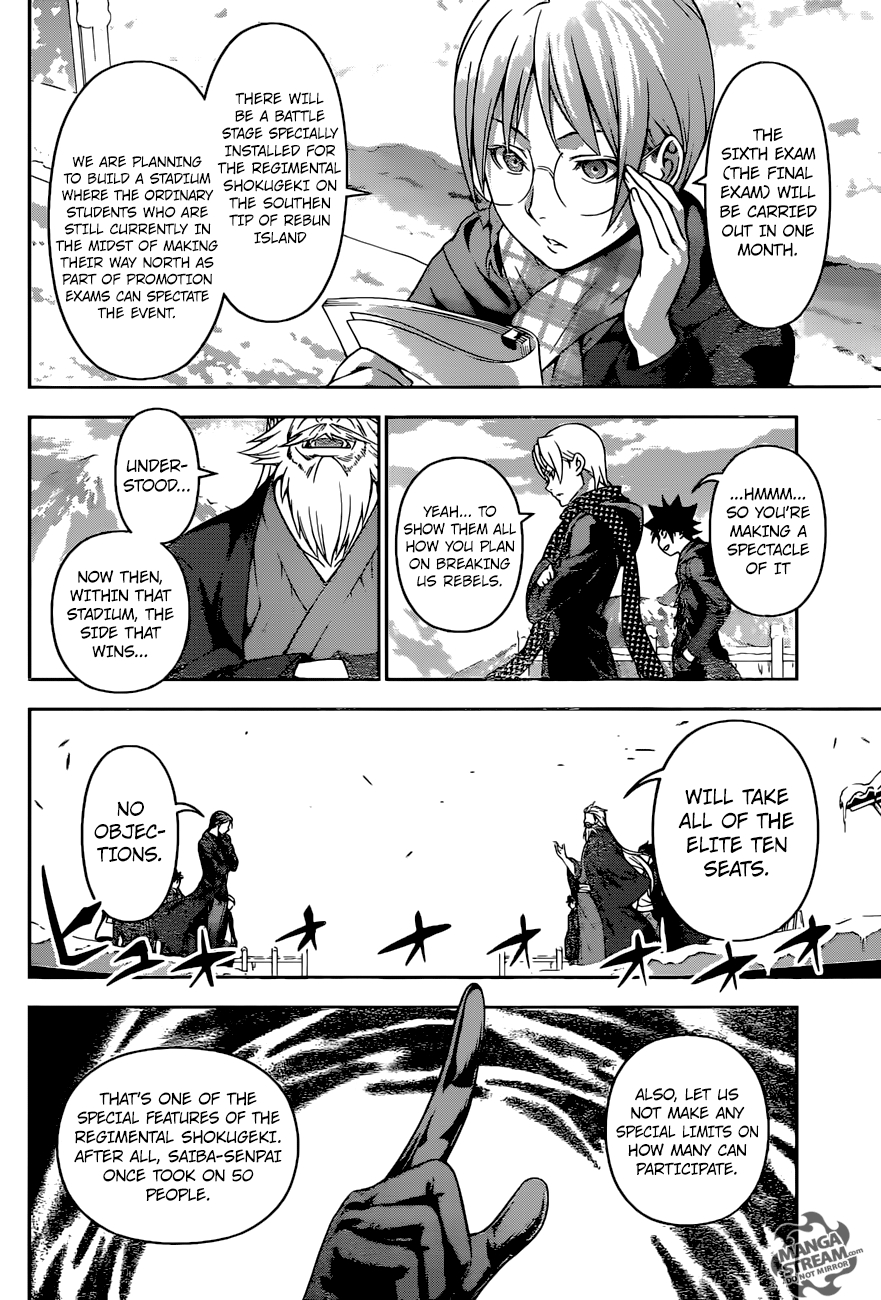 THE
SIXTH EXAM
(THE FINAL
EXAM) WILL
BE CARRIED
OUT IN ONE
MONTH.
THERE WILL
BE A BATTLE
STAGE SPECIALLY
INSTALLED FOR
THE REGIMENTAL
SHOKUGEKI ON
THE SOUTHEN
TIP OF REBUN
ISLAND
WE ARE PLANNING
TO BUILD A STADIUM
WHERE THE ORDINARY
STUDENTS WHO ARE
STILL CURRENTLY IN
THE MIDST OF MAKING
THEIR WAY NORTH AS
PART OF PROMOTION
EXAMS CAN SPECTATE
THE EVENT.
...HMMM...
SO YOU'RE
MAKING A
SPECTACLE
OF IT
YEAH... TO
SHOW THEM ALL
HOW YOU PLAN
ON BREAKING
US REBELS.
UNDER-
STOOD...
NOW THEN,
WITHIN THAT
STADIUM, THE
SIDE THAT
WINS...
WILL TAKE
ALL OF THE
ELITE TEN
SEATS.
NO
OBJEC-
TIONS.
ALSO, LET US
NOT MAKE ANY
SPECIAL LIMITS ON
HOW MANY CAN
PARTICIPATE.
THAT'S ONE OF THE
SPECIAL FEATURES OF THE
REGIMENTAL SHOKUGEKI.
AFTER ALL, SAIBA-SENPAI
ONCE TOOK ON 50
PEOPLE.
MANGA
STREAM.com
DO NOT MIRROR